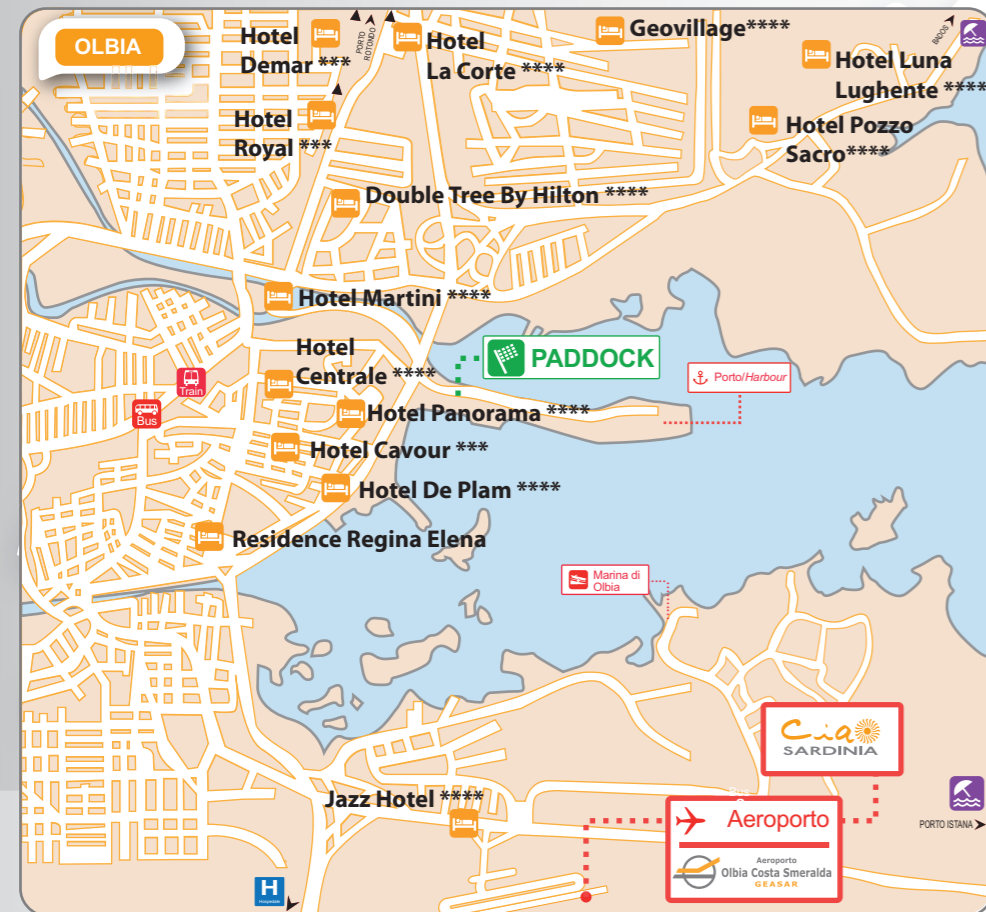 OLBIA
Hotel
Demar ***
PORTO
ROTONDO
Hotel
La Corte ****
Geovillage****
BADOS
Hotel Luna
Lughente ****
Hotel
Royal ***
Hotel Pozzo
Sacro****
Double Tree By Hilton ****
Hotel Martini ****
Hotel
Centrale ****
PADDOCK
Porto/Harbour
Train
Bus
Hotel Panorama ****
Hotel Cavour ***
Hotel De Plam ****
Residence Regina Elena
Marina di
Olbia
Ciao
SARDINIA
Jazz Hotel ****
Aeroporto
Aeroporto
Olbia Costa Smeralda
GEASAR
PORTO ISTANA
H